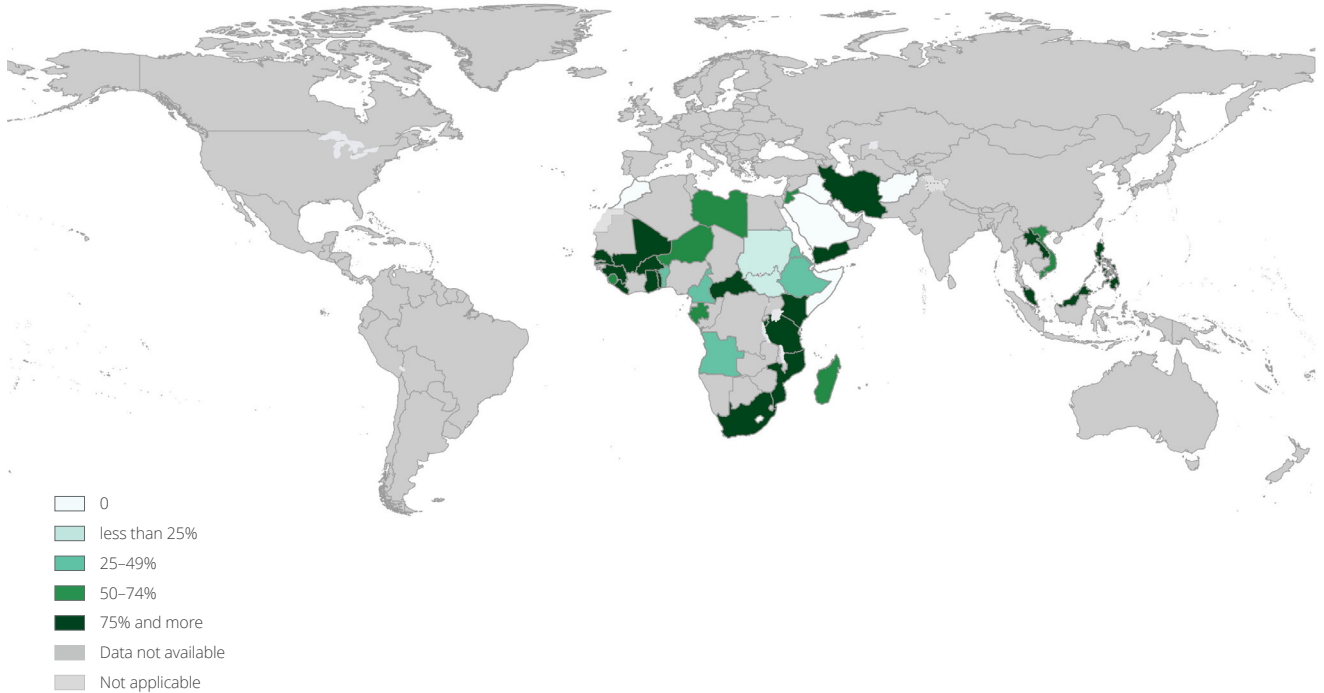 0
less than 25%
25–49%
50–74%
75% and more
Data not available
Not applicable